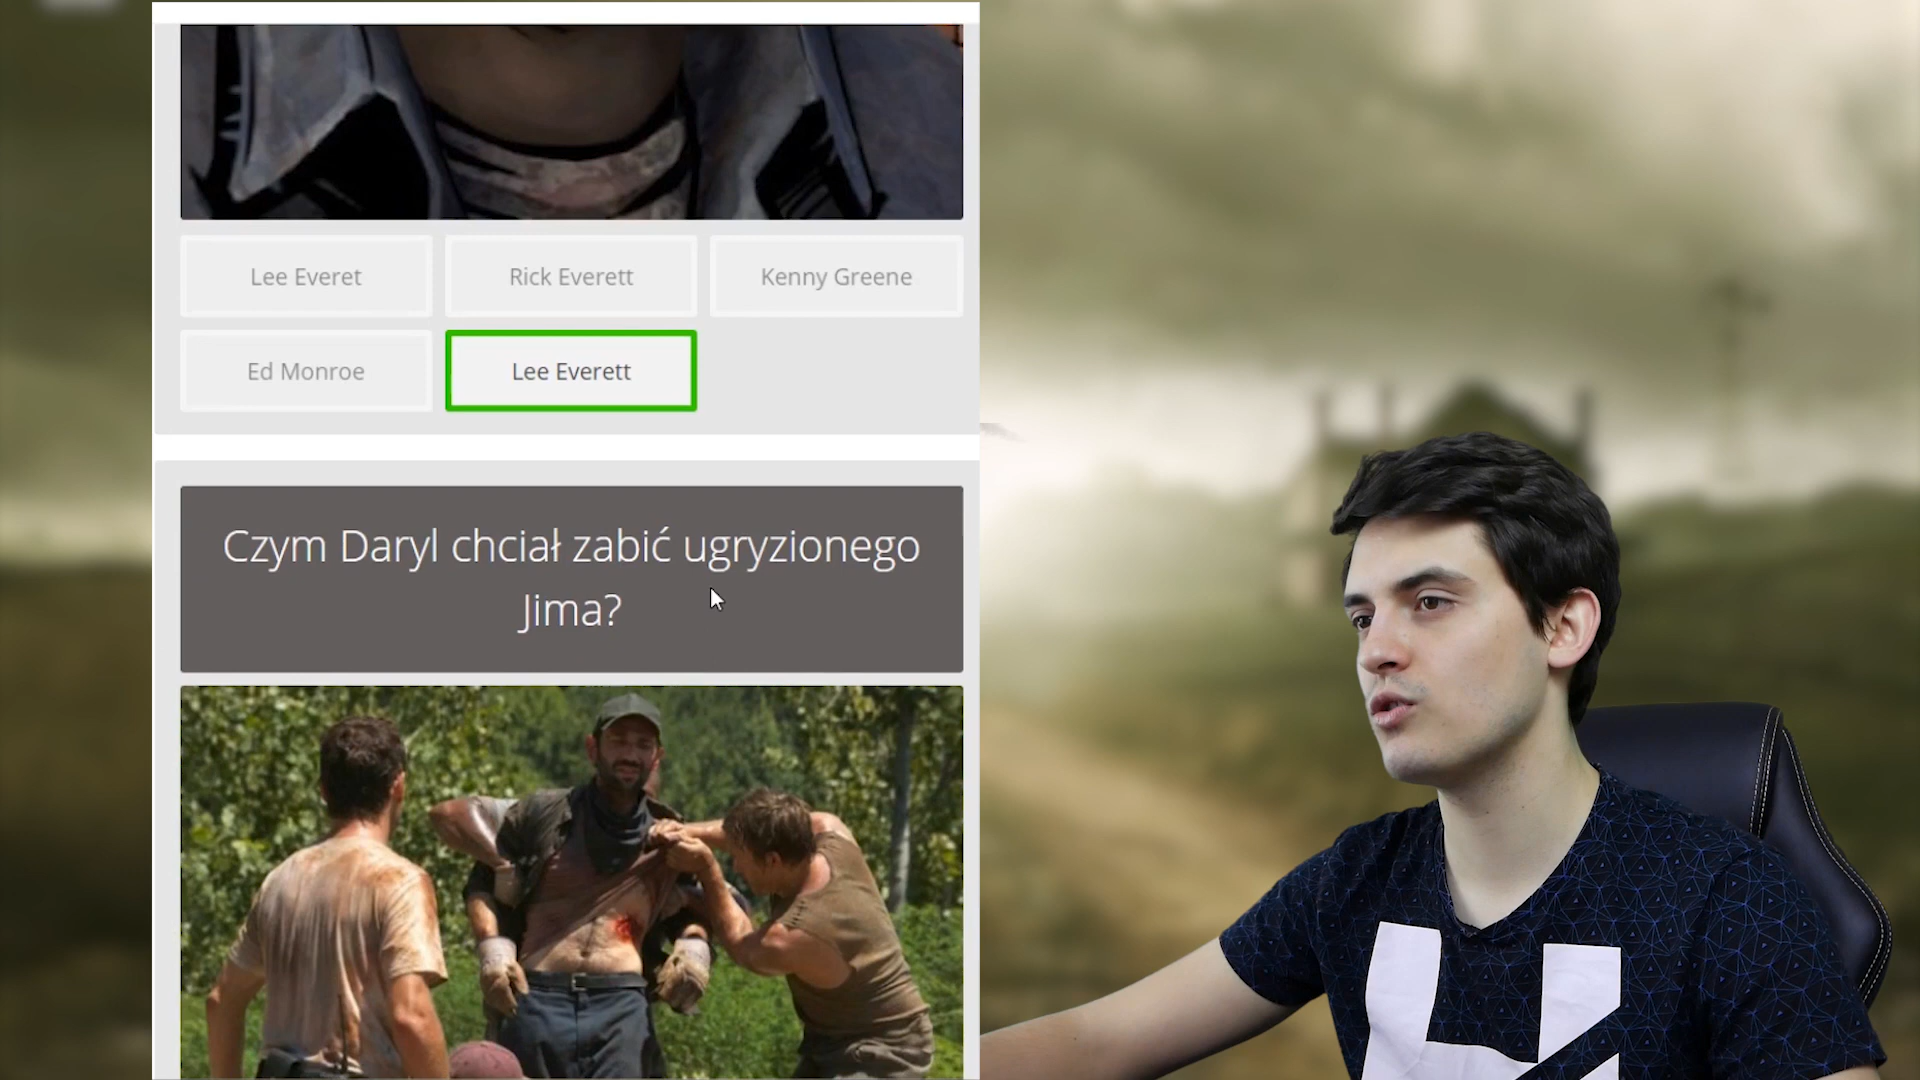 Lee Everet
Rick Everett
Kenny Greene
Ed Monroe
Lee Everett
Czym Daryl chciał zabić ugryzionego
Jima?